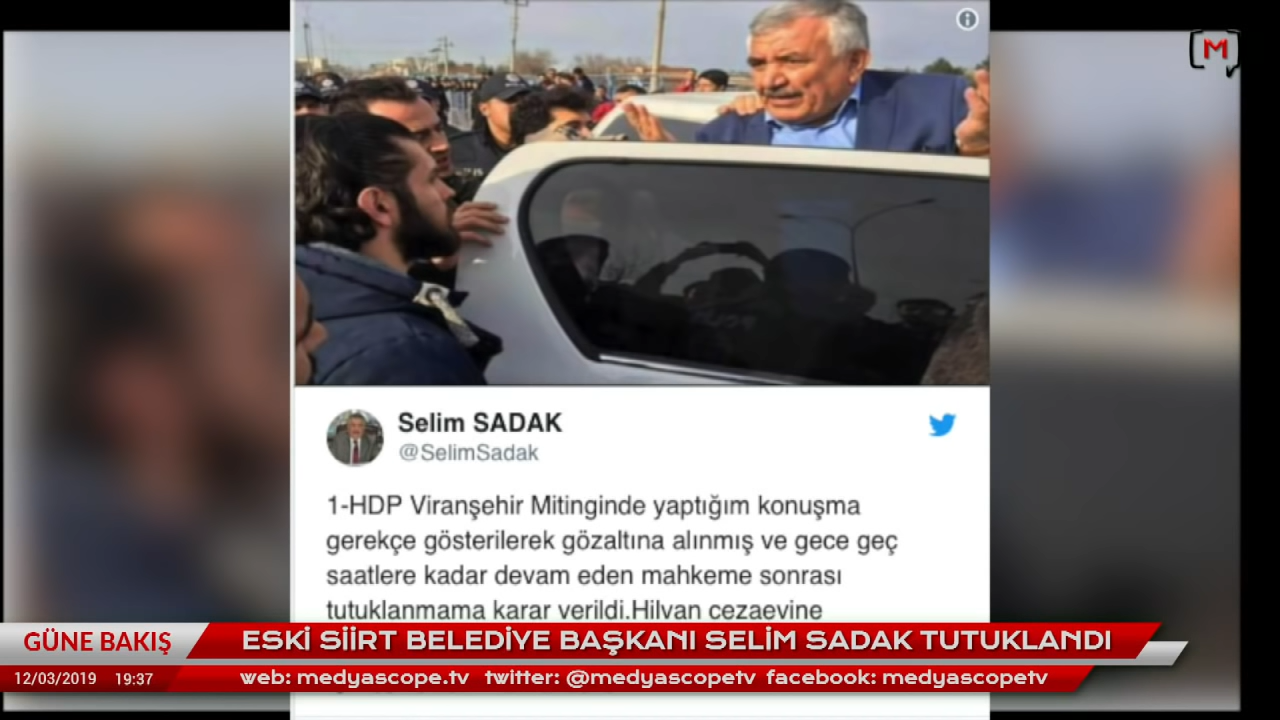 M
Selim SADAK
@SelimSadak
1-HDP Viranşehir Mitinginde yaptığım konuşma
gerekçe gösterilerek gözaltına alınmış ve gece geç
saatlere kadar devam eden mahkeme sonrası
tutuklanmama karar verildi.Hilvan cezaevine
GÜNE BAKIŞ
ESKİ SİİRT BELEDİYE BAŞKANI SELİM SADAK TUTUKLANDI
12/03/2019 19:37
web: medyascope.tv twitter: @medyascopetv facebook: medyascopetv